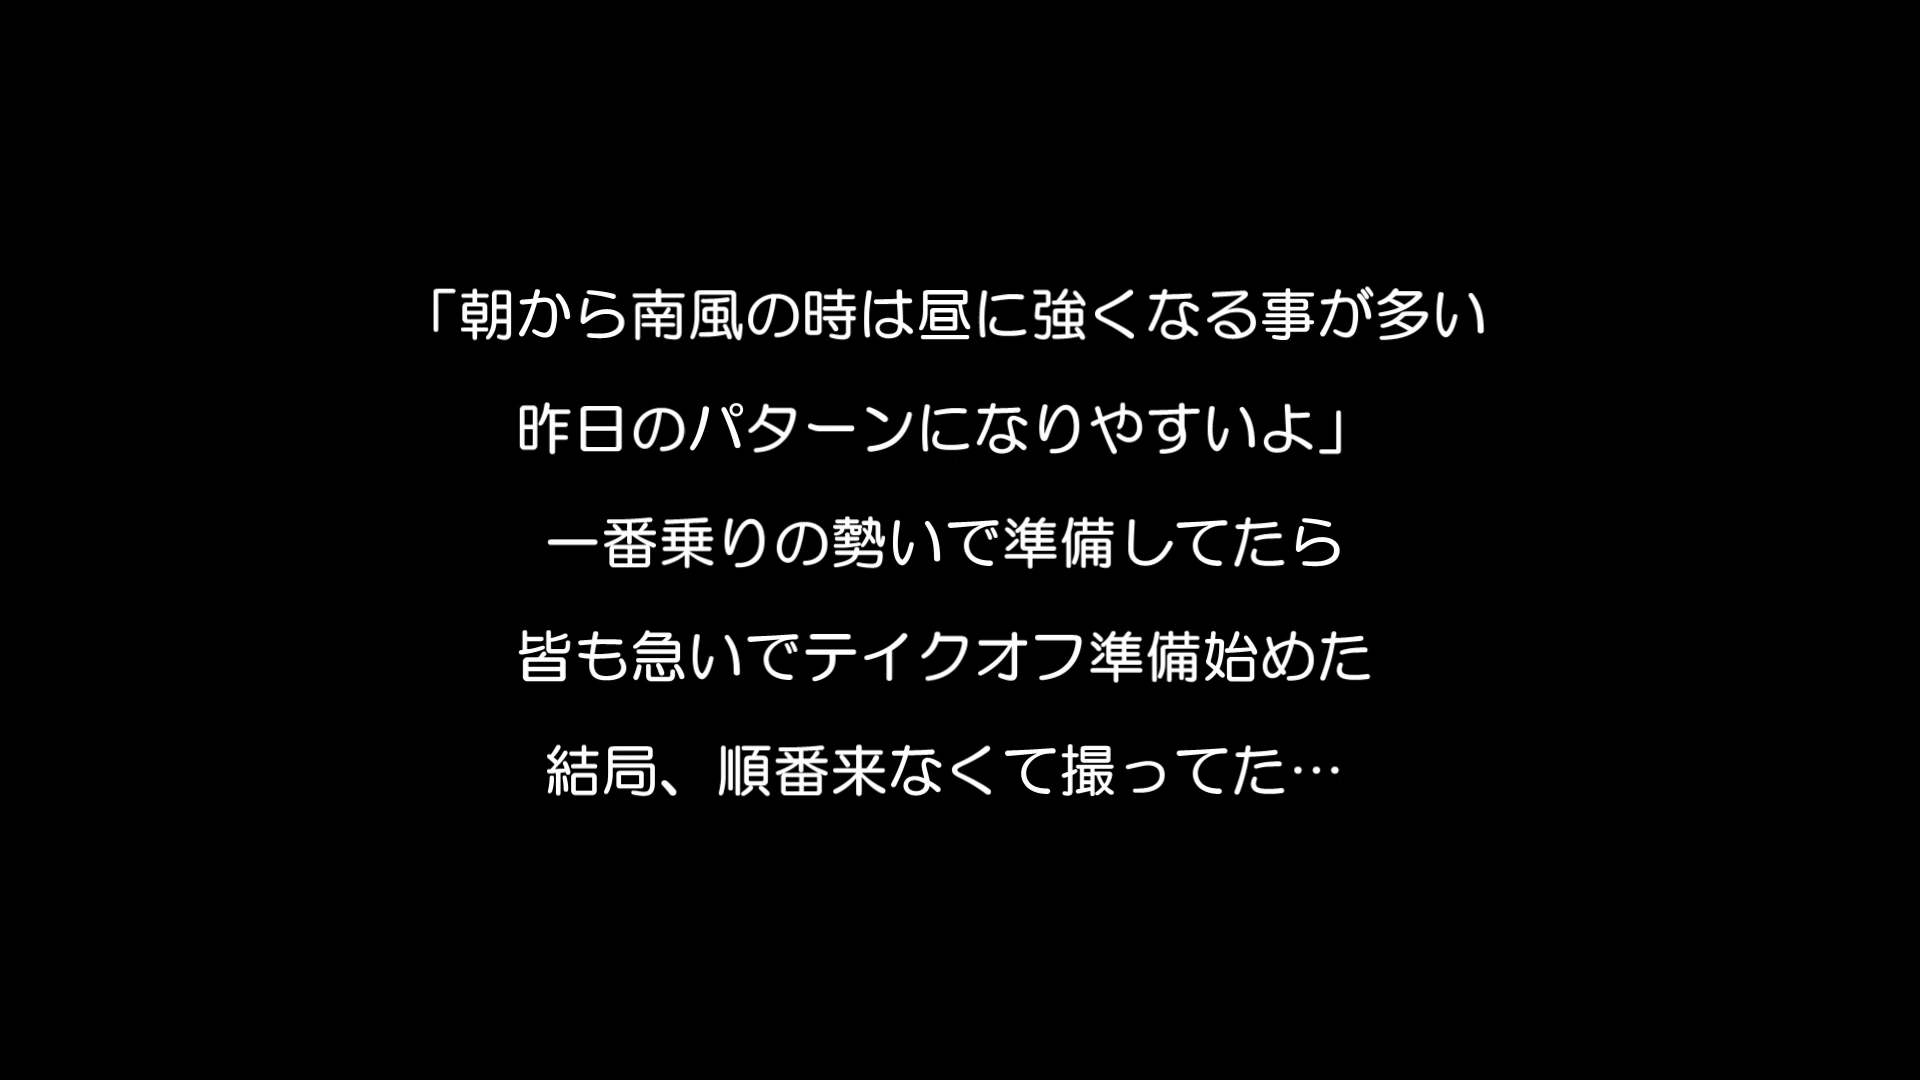 「朝から南風の時は昼に強くなる事が多い
昨日のパターンになりやすいよ」
一番乗りの勢いで準備してたら
皆も急いでテイクオフ準備始めた
結局、順番来なくて撮ってた…